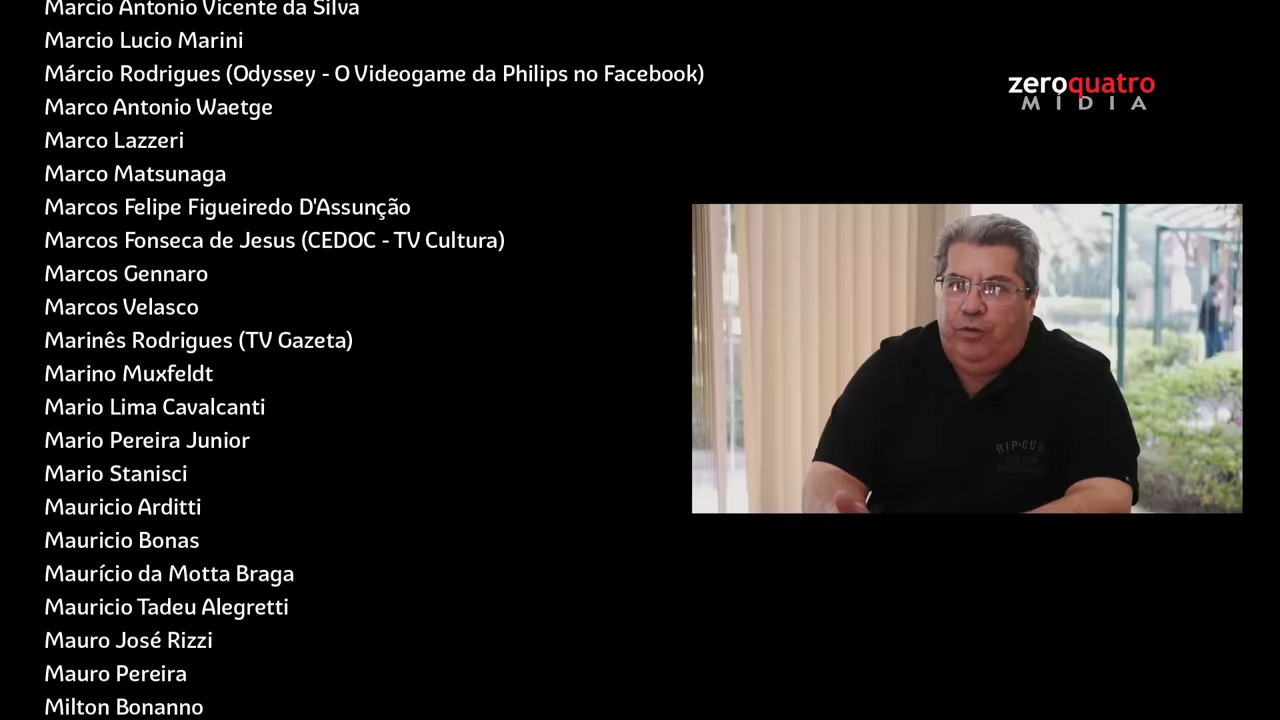 Marcio Antonio Vicente da Silva
Marcio Lucio Marini
Márcio Rodrigues (Odyssey - O Videogame da Philips no Facebook)
Marco Antonio Waetge
Marco Lazzeri
Marco Matsunaga
Marcos Felipe Figueiredo D'Assunção
Marcos Fonseca de Jesus (CEDOC - TV Cultura)
Marcos Gennaro
Marcos Velasco
Marinês Rodrigues (TV Gazeta)
Marino Muxfeldt
Mario Lima Cavalcanti
Mario Pereira Junior
Mario Stanisci
Mauricio Arditti
Mauricio Bonas
Maurício da Motta Braga
Mauricio Tadeu Alegretti
Mauro José Rizzi
Mauro Pereira
Milton Bonanno
zeroquatro
MÍDIA
RIP CUR